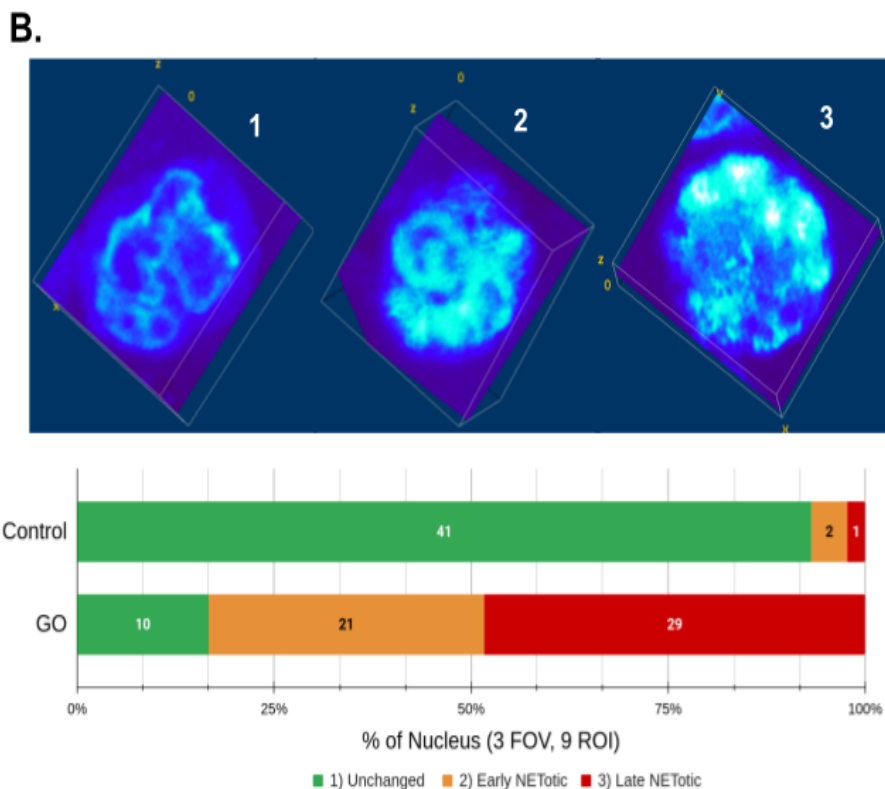 B.
z
0
1
x
0
z
2
y
3
z
0
x
Control
41
2
1
GO
10
21
29
0%
25%
50%
75%
100%
% of Nucleus (3 FOV, 9 ROI)
1) Unchanged 2) Early NETotic 3) Late NETotic